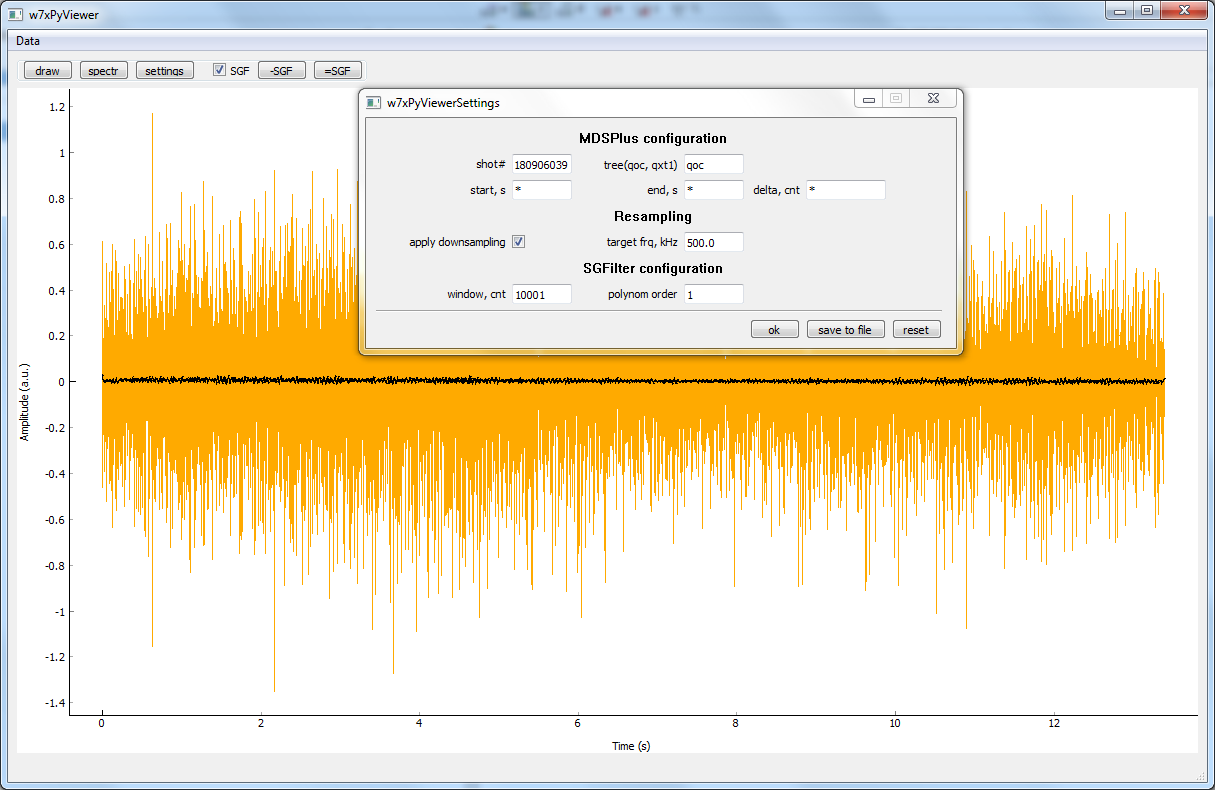 w7xPyViewer
Data
draw spectr settings SGF -SGF =SGF
w7xPyViewerSettings
MDSPlus configuration
shot# 180906039 tree(qoc, qxt1) qoc
start, s * end, s * delta, cnt *
Resampling
apply downsampling target frq, kHz 500.0
SGFilter configuration
window, cnt 10001 polynom order 1
ok save to file reset
1.2
1
0.8
0.6
0.4
0.2
0
-0.2
-0.4
-0.6
-0.8
-1
-1.2
-1.4
Amplitude (a.u.)
0 2 4 6 8 10 12
Time (s)